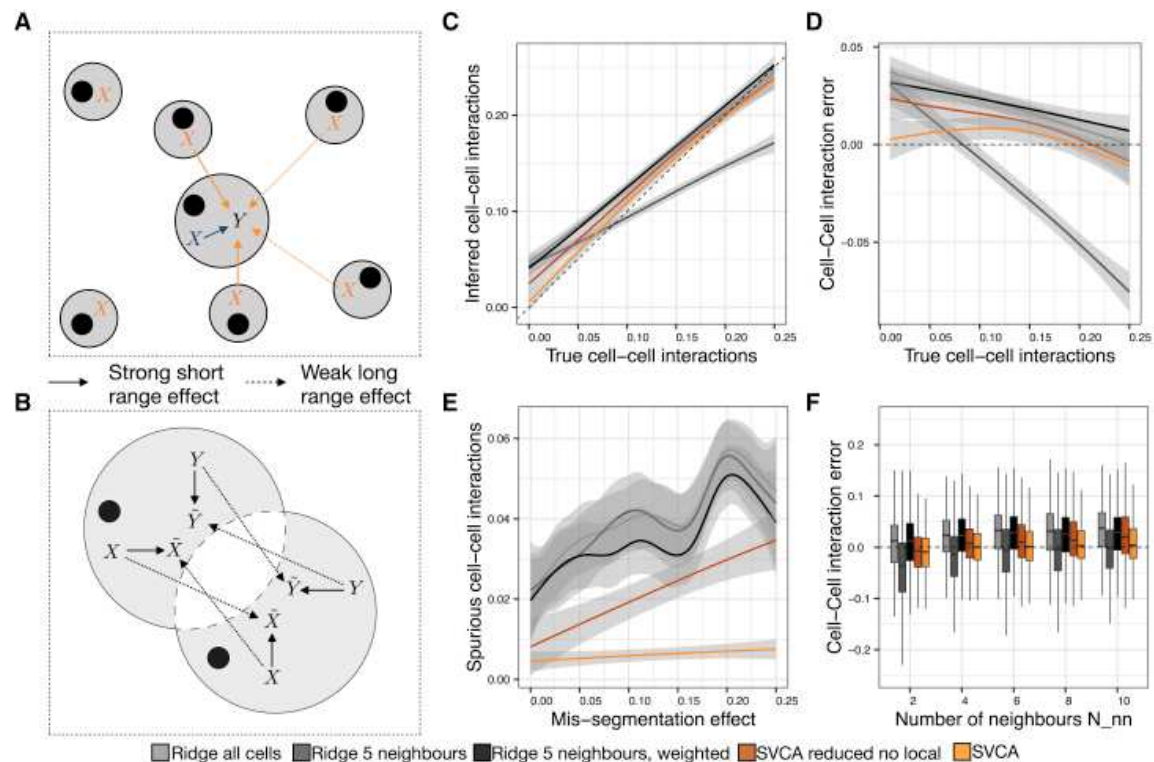 A
X
X
X
X
Y
X
X
X
Strong short
range effect
Weak long
range effect
B
Y
Ỹ
X
X̃
Ỹ
Y
X̃
X
C
Inferred cell−cell interactions
0.20
0.10
0.00
0.00 0.05 0.10 0.15 0.20 0.25
True cell−cell interactions
D
Cell−Cell interaction error
0.05
0.00
-0.05
0.00 0.05 0.10 0.15 0.20 0.25
True cell−cell interactions
E
Spurious cell−cell interactions
0.06
0.04
0.02
0.00
0.00 0.05 0.10 0.15 0.20 0.25
Mis−segmentation effect
F
Cell−Cell interaction error
0.2
0.1
0.0
-0.1
-0.2
2 4 6 8 10
Number of neighbours N_nn
Ridge all cells Ridge 5 neighbours Ridge 5 neighbours, weighted SVCA reduced no local SVCA